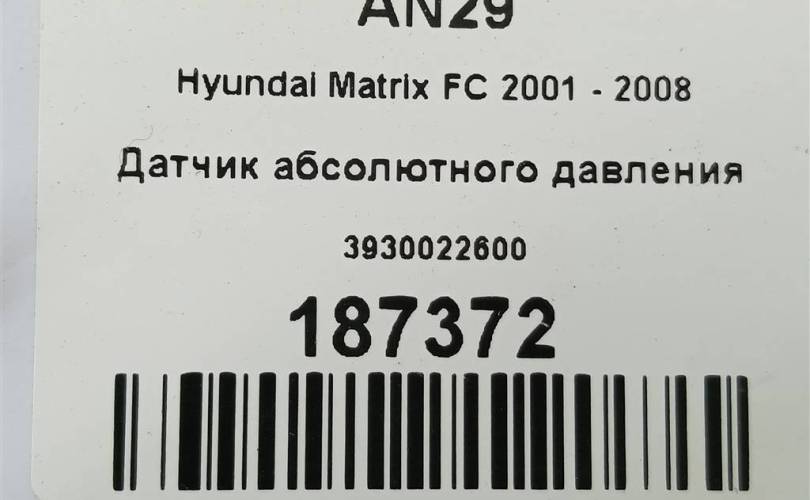 AN29
Hyundai Matrix FC 2001 - 2008
Датчик абсолютного давления
3930022600
187372